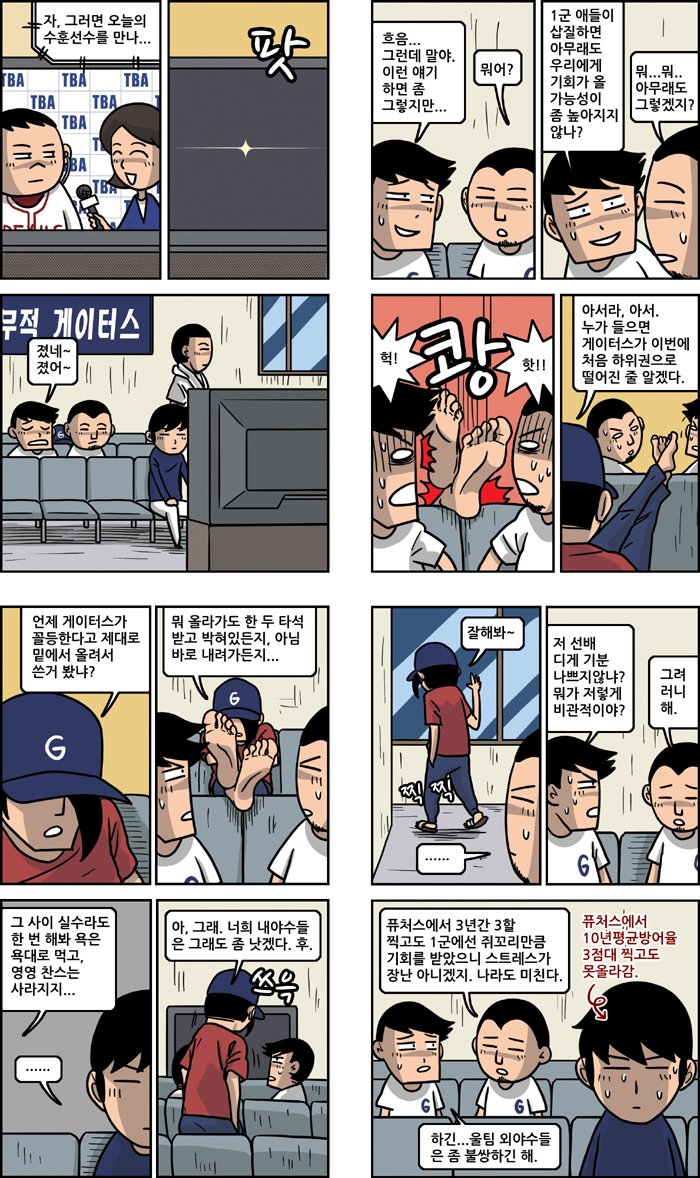 자, 그러면 오늘의
수훈선수를 만나...
TBA
TBA
TBA
TBA
TBA
TBA
TBA
팟
무적 게이터스
졌네~
졌어~
흐음...
그런데 말야.
이런 얘기
하면 좀
그렇지만...
뭐어?
G
G
1군 애들이
삽질하면
아무래도
우리에게
기회가 올
가능성이
좀 높아지지
않나?
뭐...뭐..
아무래도
그렇겠지?
G
헉!
쾅
핫!!
아서라, 아서.
누가 들으면
게이터스가 이번에
처음 하위권으로
떨어진 줄 알겠다.
언제 게이터스가
꼴등한다고 제대로
밑에서 올려서
쓴거 봤냐?
G
뭐 올라가도 한 두 타석
받고 박혀있든지, 아님
바로 내려가든지...
G
그 사이 실수라도
한 번 해봐 욕은
욕대로 먹고,
영영 찬스는
사라지지...
......
아, 그래. 너희 내야수들
은 그래도 좀 낫겠다. 후.
쓰윽
잘해봐~
찍 찍
......
저 선배
디게 기분
나쁘지않냐?
뭐가 저렇게
비관적이야?
그려
러니
해.
G
G
퓨처스에서 3년간 3할
찍고도 1군에선 쥐꼬리만큼
기회를 받았으니 스트레스가
장난 아니겠지. 나라도 미친다.
퓨처스에서
10년평균방어율
3점대 찍고도
못올라감.
G
G
하긴...울팀 외야수들
은 좀 불쌍하긴 해.